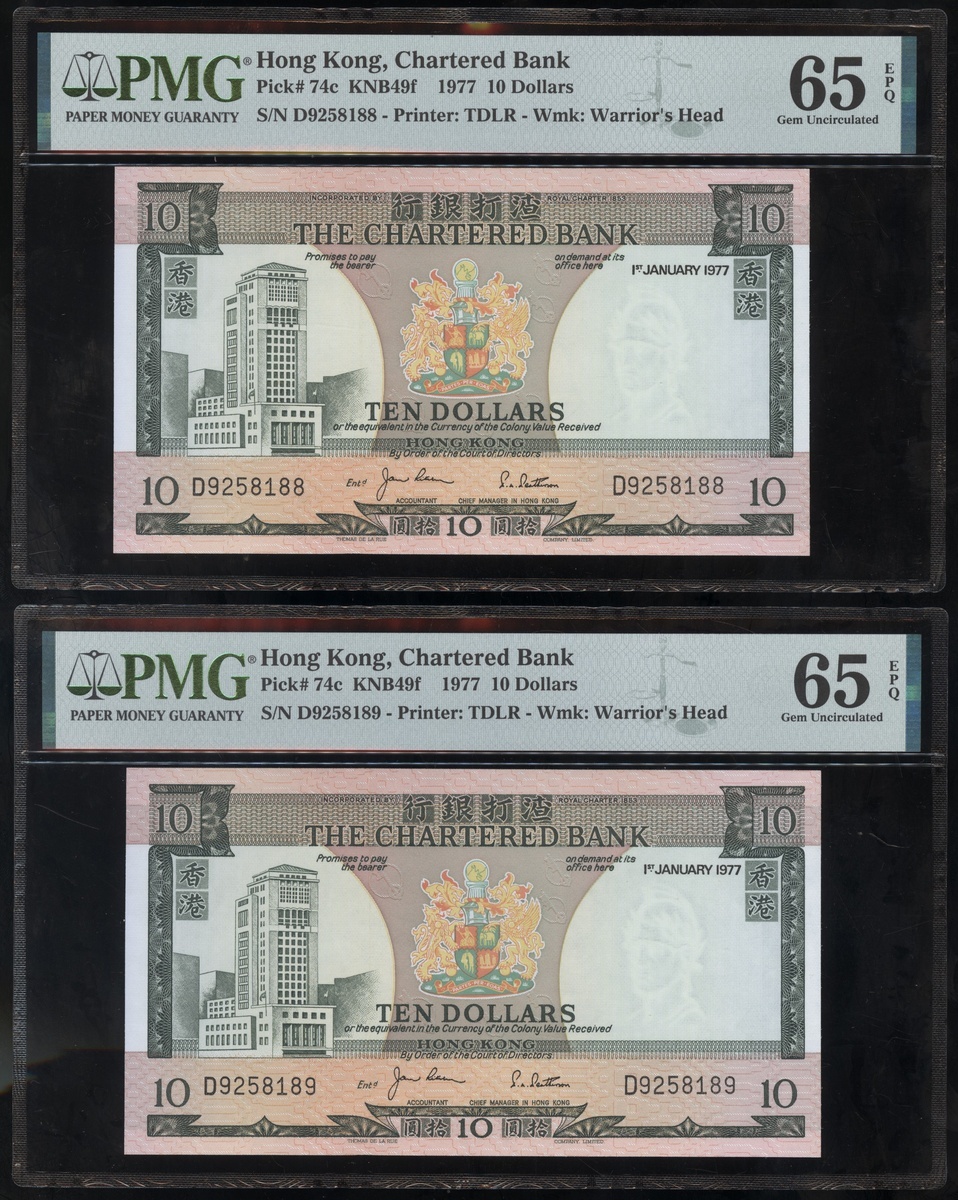 PMG® Hong Kong, Chartered Bank 65 EPQ
Pick# 74c KNB49f 1977 10 Dollars
PAPER MONEY GUARANTY S/N D9258188 - Printer: TDLR - Wmk: Warrior's Head Gem Uncirculated
INCORPORATED BY 行銀打渣 ROYAL CHARTER 1853
10 THE CHARTERED BANK 10
Promises to pay the bearer on demand at its office here
1ST JANUARY 1977
香港 香港
TEN DOLLARS
or the equivalent in the Currency of the Colony, Value Received
HONG KONG
By Order of the Court of Directors
10 D9258188 Entd D9258188 10
ACCOUNTANT CHIEF MANAGER IN HONG KONG
圓拾 10 圓拾
THOMAS DE LA RUE COMPANY, LIMITED
PMG® Hong Kong, Chartered Bank 65 EPQ
Pick# 74c KNB49f 1977 10 Dollars
PAPER MONEY GUARANTY S/N D9258189 - Printer: TDLR - Wmk: Warrior's Head Gem Uncirculated
INCORPORATED BY 行銀打渣 ROYAL CHARTER 1853
10 THE CHARTERED BANK 10
Promises to pay the bearer on demand at its office here
1ST JANUARY 1977
香港 香港
TEN DOLLARS
or the equivalent in the Currency of the Colony, Value Received
HONG KONG
By Order of the Court of Directors
10 D9258189 Entd D9258189 10
ACCOUNTANT CHIEF MANAGER IN HONG KONG
圓拾 10 圓拾
THOMAS DE LA RUE COMPANY, LIMITED